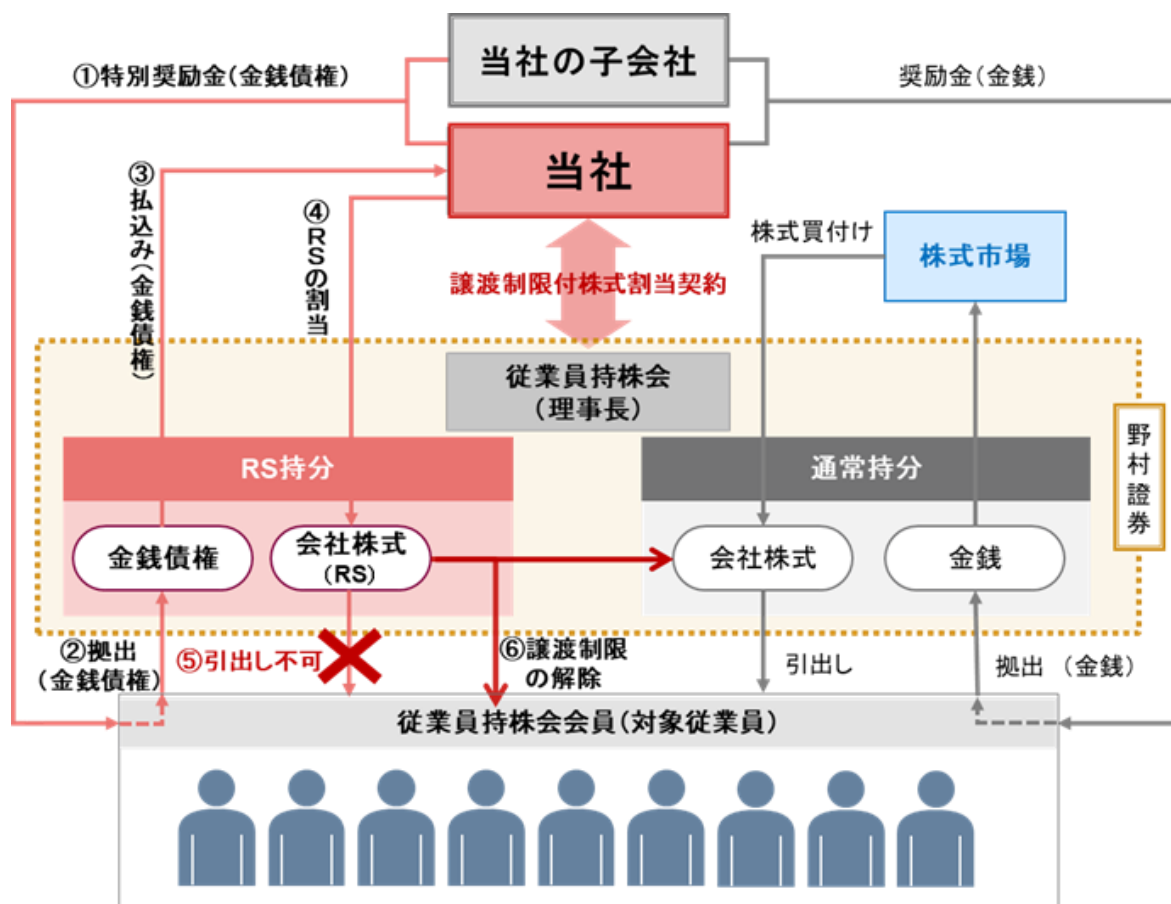 当社の子会社
①特別奨励金(金銭債権)
奨励金(金銭)
当社
③払込み(金銭債権)
④RSの割当
株式買付け
株式市場
譲渡制限付株式割当契約
従業員持株会
(理事長)
野村證券
RS持分
通常持分
金銭債権
会社株式
(RS)
会社株式
金銭
②拠出
(金銭債権)
⑤引出し不可
⑥譲渡制限
の解除
引出し
拠出 (金銭)
従業員持株会会員(対象従業員)